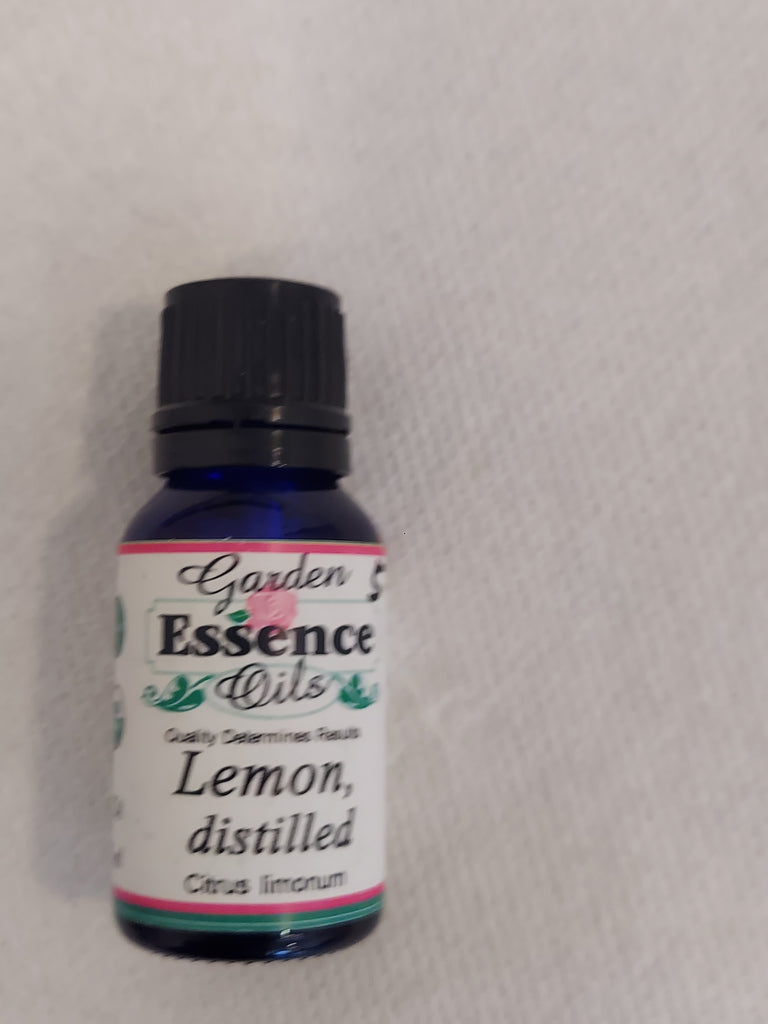 Garden
Essence
Oils
Quality Determines Results
Lemon,
distilled
Citrus limonum